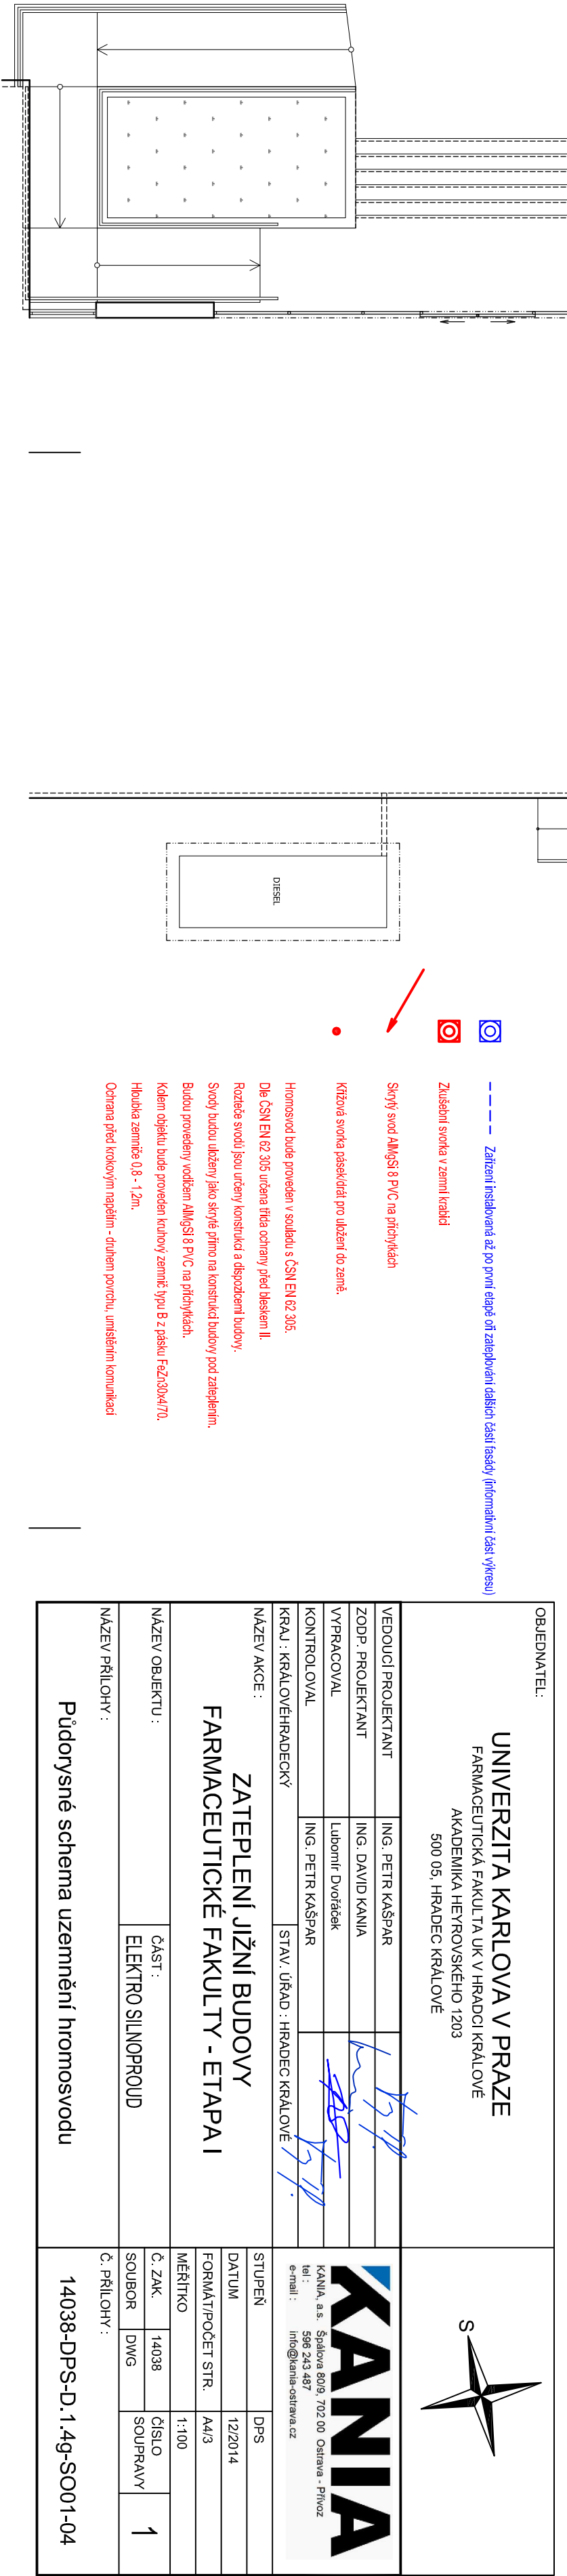 DIESEL
Zařízení instalovaná až po první etapě oři zateplování dalších částí fasády (informativní část výkresu)
Zkušební svorka v zemní krabici
Skrytý svod AlMgSi 8 PVC na přichytkách
Křížová svorka pásek/drát pro uložení do země.
Hromosvod bude proveden v souladu s ČSN EN 62 305.
Dle ČSN EN 62 305 určena třída ochrany před bleskem II.
Rozteče svodů jsou určeny konstrukcí a dispozicemi budovy.
Svody budou uloženy jako skryté přímo na konstrukci budovy pod zateplením.
Budou provedeny vodičem AlMgSi 8 PVC na přichytkách.
Kolem objektu bude proveden kruhový zemnič typu B z pásku FeZn30x4/70.
Hloubka zemniče 0,8 - 1,2m.
Ochrana před krokovým napětím - druhem povrchu, umístěním komunikací
OBJEDNATEL:
UNIVERZITA KARLOVA V PRAZE
FARMACEUTICKÁ FAKULTA UK V HRADCI KRÁLOVÉ
AKADEMIKA HEYROVSKÉHO 1203
500 05, HRADEC KRÁLOVÉ
S
VEDOUCÍ PROJEKTANT ING. PETR KAŠPAR
ZODP. PROJEKTANT ING. DAVID KANIA
VYPRACOVAL Lubomír Dvořáček
KONTROLOVAL ING. PETR KAŠPAR
KRAJ : KRÁLOVÉHRADECKÝ STAV. ÚŘAD : HRADEC KRÁLOVÉ
KANIA
KANIA, a.s. Špálova 80/9, 702 00 Ostrava - Přívoz
tel : 596 243 487
e-mail : info@kania-ostrava.cz
NÁZEV AKCE :
ZATEPLENÍ JIŽNÍ BUDOVY
FARMACEUTICKÉ FAKULTY - ETAPA I
STUPEŇ DPS
DATUM 12/2014
FORMÁT/POČET STR. A4/3
MĚŘÍTKO 1:100
NÁZEV OBJEKTU :
ČÁST :
ELEKTRO SILNOPROUD
Č. ZAK. 14038
SOUBOR DWG
ČÍSLO
SOUPRAVY
1
NÁZEV PŘÍLOHY :
Půdorysné schema uzemnění hromosvodu
Č. PŘÍLOHY :
14038-DPS-D.1.4g-SO01-04